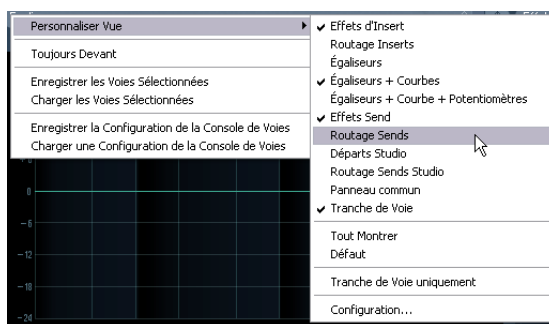 Personnaliser Vue
Toujours Devant
Enregistrer les Voies Sélectionnées
Charger les Voies Sélectionnées
Enregistrer la Configuration de la Console de Voies
Charger une Configuration de la Console de Voies
Effets d'Insert
Routage Inserts
Égaliseurs
Égaliseurs + Courbes
Égaliseurs + Courbe + Potentiomètres
Effets Send
Routage Sends
Départs Studio
Routage Sends Studio
Panneau commun
Tranche de Voie
Tout Montrer
Défaut
Tranche de Voie uniquement
Configuration...
0
-6
-12
-18
-24